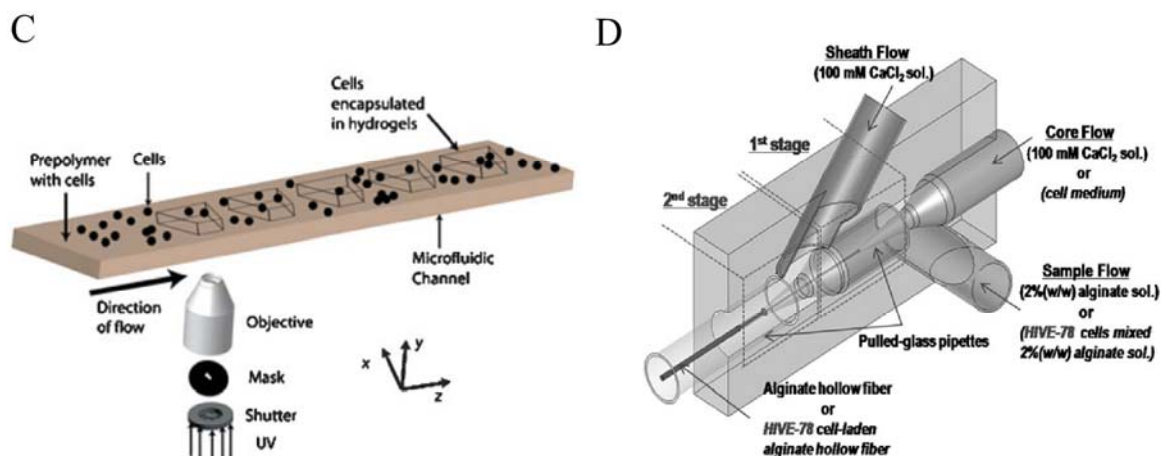 C
Cells
encapsulated
in hydrogels
Prepolymer
with cells
Cells
Microfluidic
Channel
Direction
of flow
Objective
x
y
z
Mask
Shutter
UV
D
Sheath Flow
(100 mM CaCl₂ sol.)
1st stage
Core Flow
(100 mM CaCl₂ sol.)
or
(cell medium)
2nd stage
Sample Flow
(2%(w/w) alginate sol.)
or
(HIVE-78 cells mixed
2%(w/w) alginate sol.)
Pulled-glass pipettes
Alginate hollow fiber
or
HIVE-78 cell-laden
alginate hollow fiber